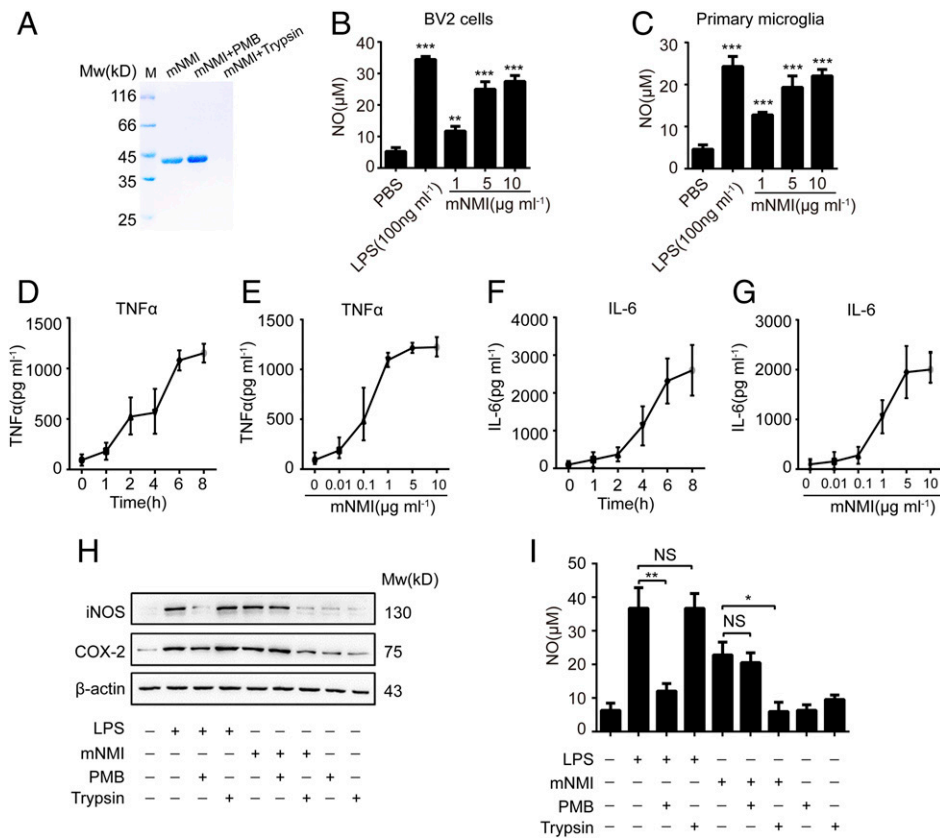 A
mNMI
mNMI+PMB
mNMI+Trypsin
Mw(kD) M
116
66
45
35
25
B
BV2 cells
NO(μM)
40
30
20
10
0
***
**
***
***
PBS
LPS(100ng ml-1)
1 5 10
mNMI(μg ml-1)
C
Primary microglia
NO(μM)
30
20
10
0
***
***
***
***
PBS
LPS(100ng ml-1)
1 5 10
mNMI(μg ml-1)
D
TNFα
TNFα(pg ml-1)
1500
1000
500
0
0 1 2 4 6 8
Time(h)
E
TNFα
TNFα(pg ml-1)
1500
1000
500
0
0 0.01 0.1 1 5 10
mNMI(μg ml-1)
F
IL-6
IL-6(pg ml-1)
4000
3000
2000
1000
0
0 1 2 4 6 8
Time(h)
G
IL-6
IL-6(pg ml-1)
3000
2000
1000
0
0 0.01 0.1 1 5 10
mNMI(μg ml-1)
H
Mw(kD)
iNOS 130
COX-2 75
β-actin 43
LPS – + + + – – – – –
mNMI – – – – + + + – –
PMB – – + – – + – + –
Trypsin – – – + – – + – +
I
NO(μM)
50
40
30
20
10
0
NS
**
*
NS
LPS – + + + – – – – –
mNMI – – – – + + + – –
PMB – – + – – + – + –
Trypsin – – – + – – + – +